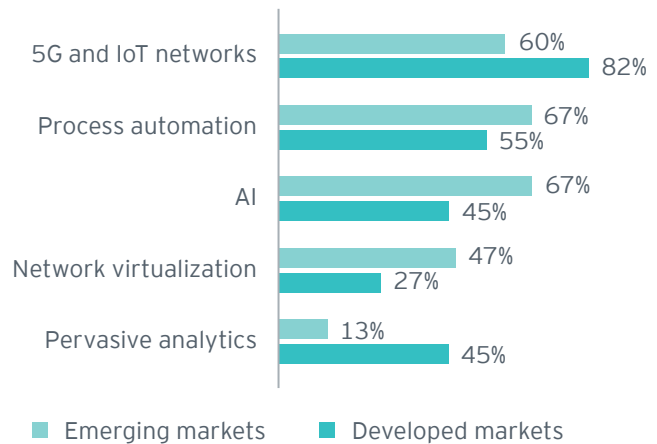 5G and IoT networks
60%
82%
Process automation
67%
55%
AI
67%
45%
Network virtualization
47%
27%
Pervasive analytics
13%
45%
Emerging markets
Developed markets